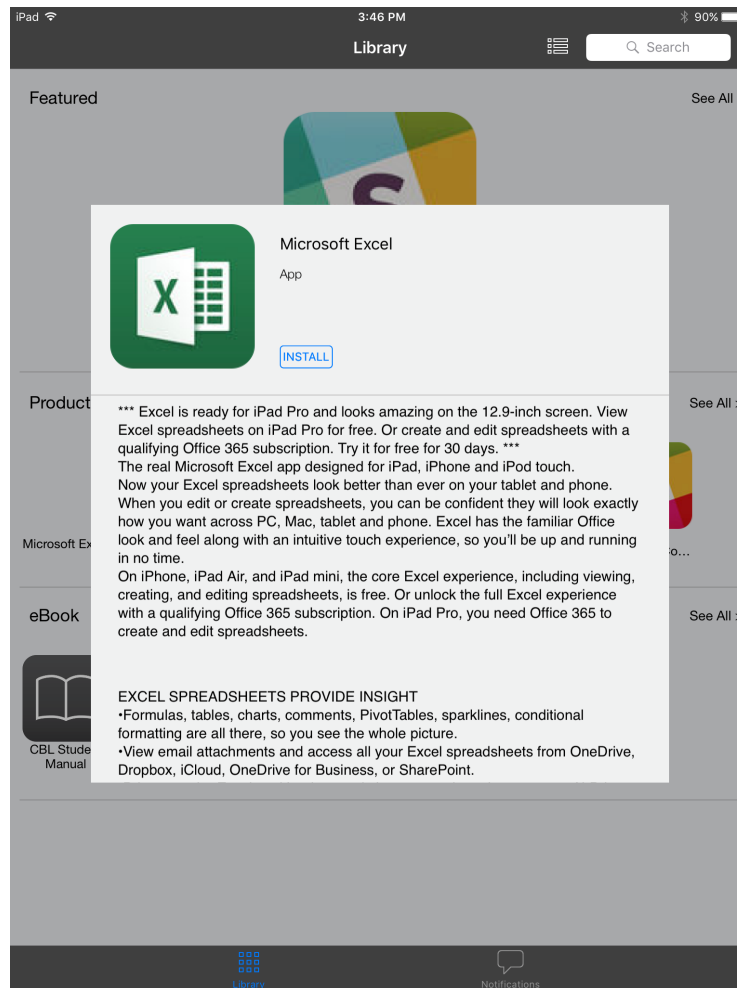 iPad
3:46 PM
90%
Library
Search
Featured
See All
S
Microsoft Excel
App
X
INSTALL
Product
See All
*** Excel is ready for iPad Pro and looks amazing on the 12.9-inch screen. View
Excel spreadsheets on iPad Pro for free. Or create and edit spreadsheets with a
qualifying Office 365 subscription. Try it for free for 30 days. ***
The real Microsoft Excel app designed for iPad, iPhone and iPod touch.
Now your Excel spreadsheets look better than ever on your tablet and phone.
When you edit or create spreadsheets, you can be confident they will look exactly
how you want across PC, Mac, tablet and phone. Excel has the familiar Office
look and feel along with an intuitive touch experience, so you'll be up and running
in no time.
On iPhone, iPad Air, and iPad mini, the core Excel experience, including viewing,
creating, and editing spreadsheets, is free. Or unlock the full Excel experience
with a qualifying Office 365 subscription. On iPad Pro, you need Office 365 to
create and edit spreadsheets.
Microsoft Ex
o...
eBook
See All
EXCEL SPREADSHEETS PROVIDE INSIGHT
•Formulas, tables, charts, comments, PivotTables, sparklines, conditional
formatting are all there, so you see the whole picture.
•View email attachments and access all your Excel spreadsheets from OneDrive,
Dropbox, iCloud, OneDrive for Business, or SharePoint.
CBL Stude
Manual
Library
Notifications